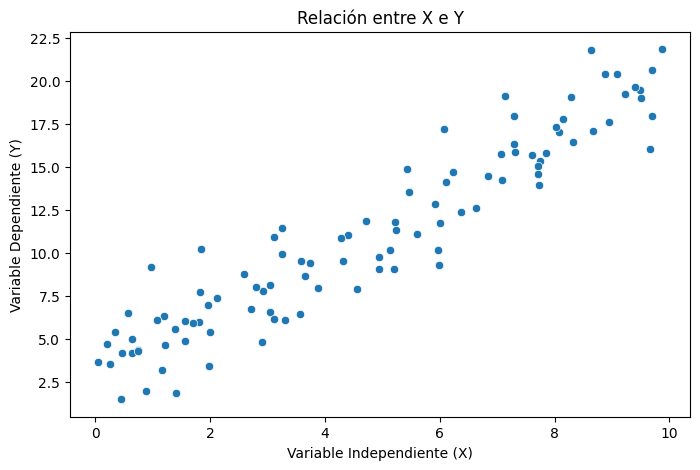 Relación entre X e Y
22.5
20.0
17.5
15.0
12.5
10.0
7.5
5.0
2.5
Variable Dependiente (Y)
0 2 4 6 8 10
Variable Independiente (X)